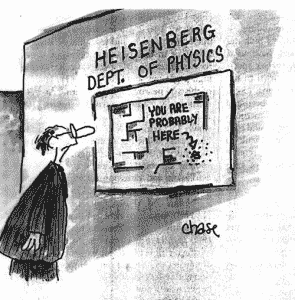 HEISENBERG
DEPT. OF PHYSICS
YOU ARE
PROBABLY
HERE
chase